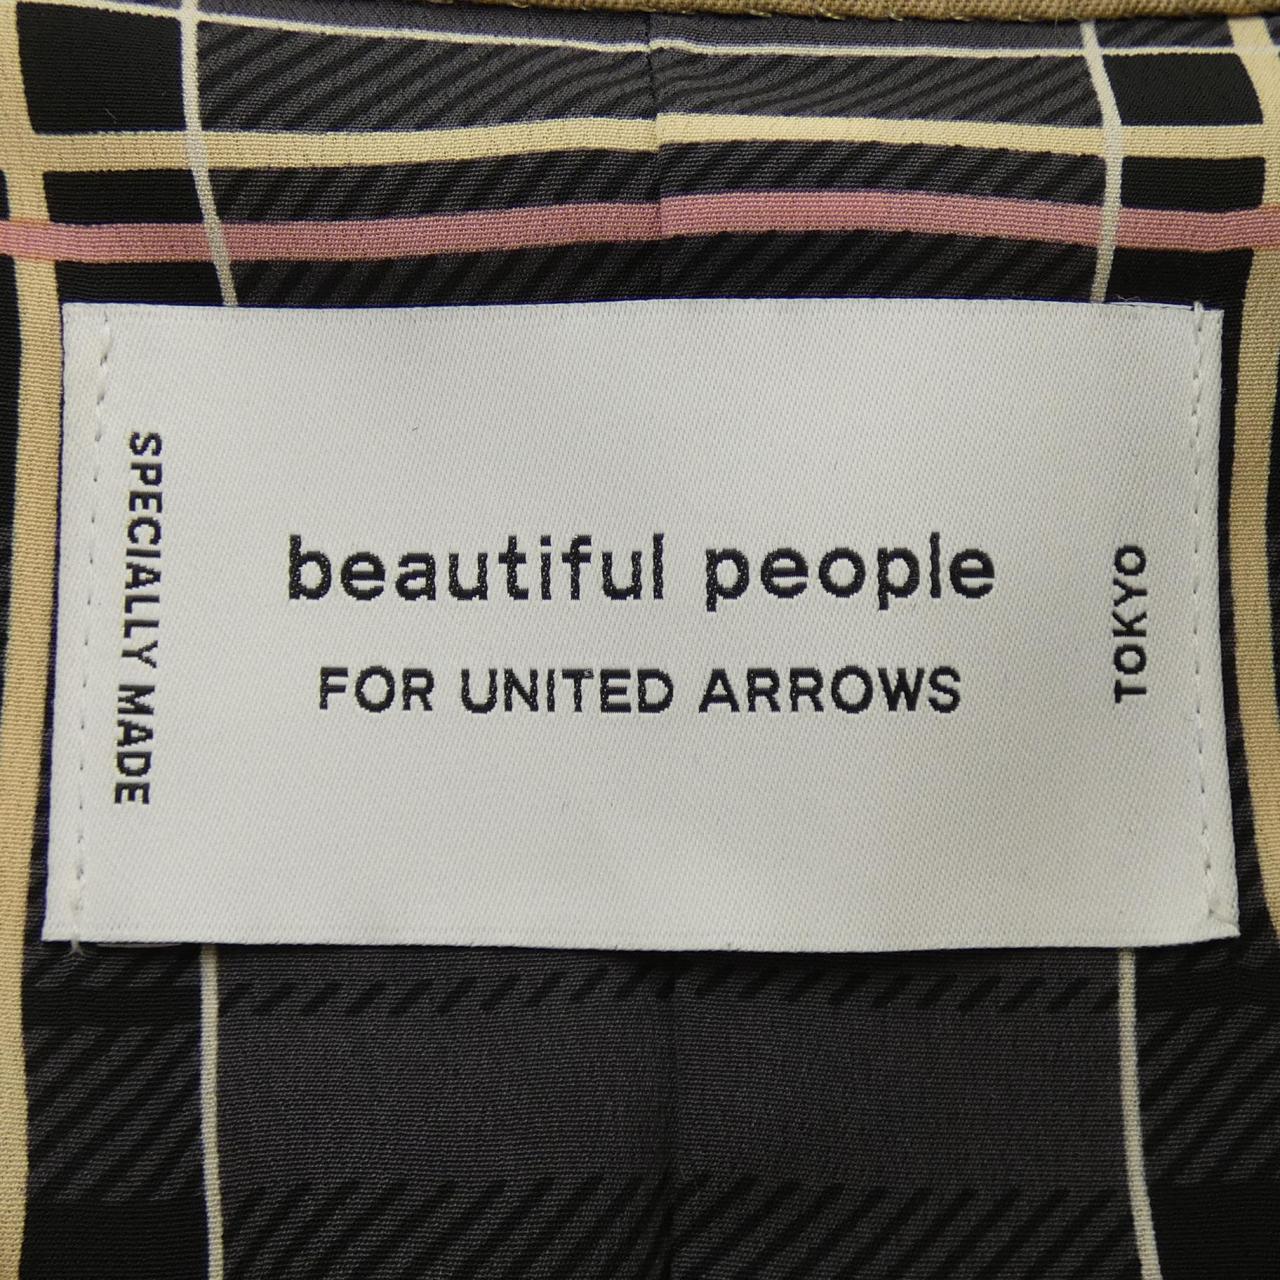 SPECIALLY MADE
beautiful people
FOR UNITED ARROWS
TOKYO